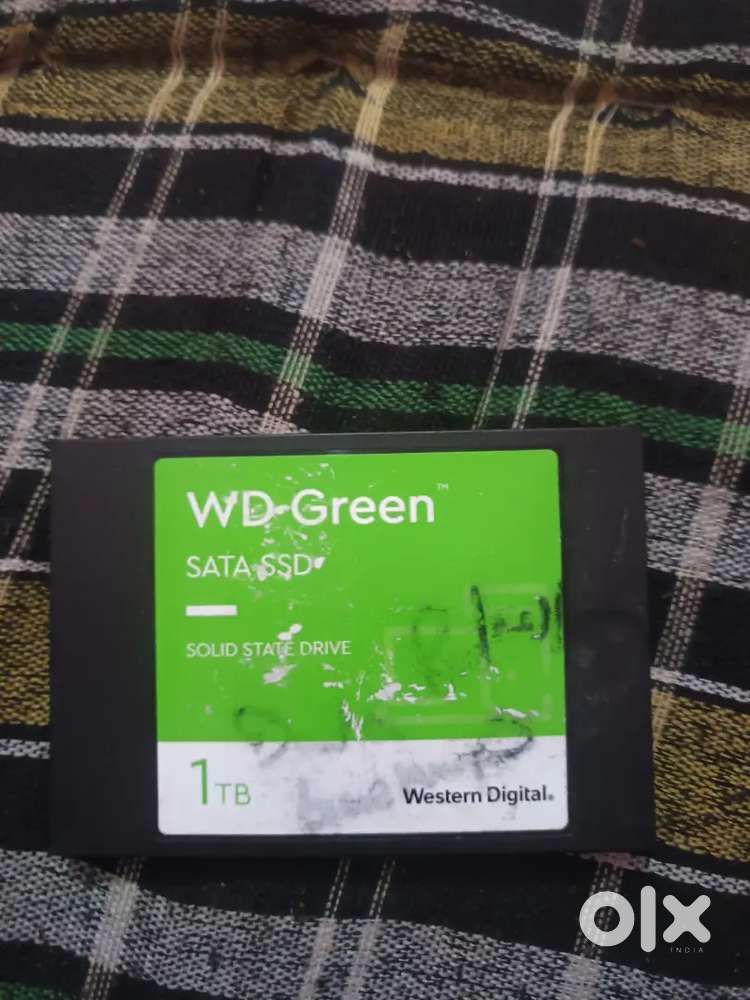 WD Green™
SATA SSD
SOLID STATE DRIVE
1TB
Western Digital.
olx
INDIA